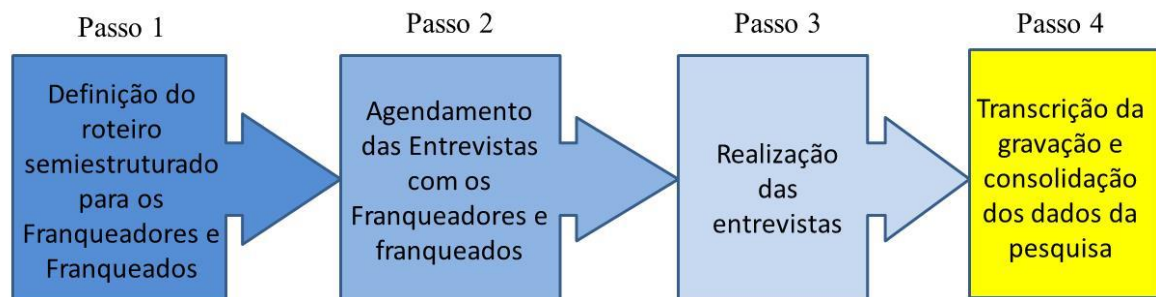 Passo 1
Definição do
roteiro
semiestruturado
para os
Franqueadores e
Franqueados
Passo 2
Agendamento
das Entrevistas
com os
Franqueadores e
franqueados
Passo 3
Realização
das
entrevistas
Passo 4
Transcrição da
gravação e
consolidação
dos dados da
pesquisa